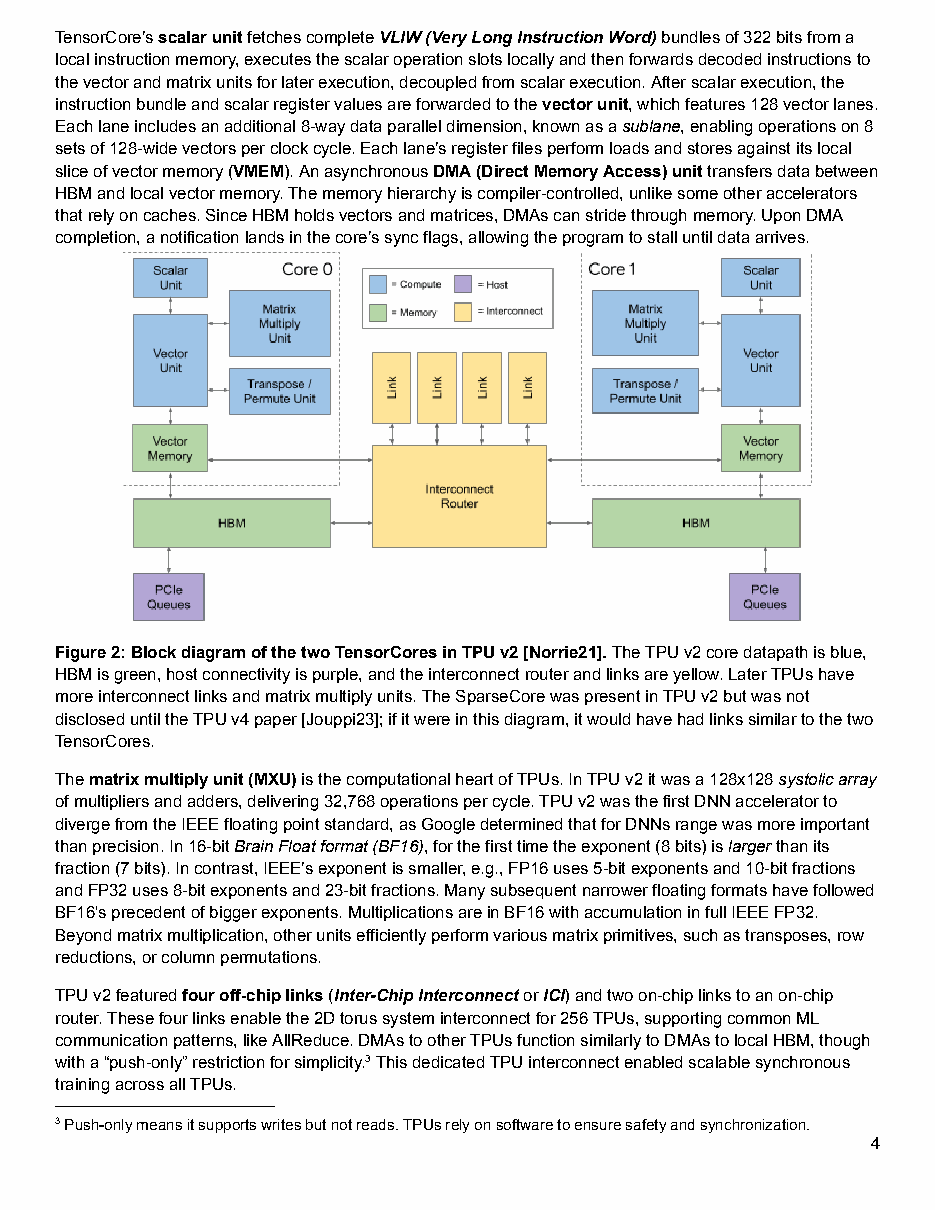 TensorCore's scalar unit fetches complete VLIW (Very Long Instruction Word) bundles of 322 bits from a
local instruction memory, executes the scalar operation slots locally and then forwards decoded instructions to
the vector and matrix units for later execution, decoupled from scalar execution. After scalar execution, the
instruction bundle and scalar register values are forwarded to the vector unit, which features 128 vector lanes.
Each lane includes an additional 8-way data parallel dimension, known as a sublane, enabling operations on 8
sets of 128-wide vectors per clock cycle. Each lane's register files perform loads and stores against its local
slice of vector memory (VMEM). An asynchronous DMA (Direct Memory Access) unit transfers data between
HBM and local vector memory. The memory hierarchy is compiler-controlled, unlike some other accelerators
that rely on caches. Since HBM holds vectors and matrices, DMAs can stride through memory. Upon DMA
completion, a notification lands in the core's sync flags, allowing the program to stall until data arrives.
Core 0
Scalar
Unit
Matrix
Multiply
Unit
Vector
Unit
Transpose /
Permute Unit
Vector
Memory
HBM
PCIe
Queues
= Compute
= Host
= Memory
= Interconnect
Link
Link
Link
Link
Interconnect
Router
Core 1
Scalar
Unit
Matrix
Multiply
Unit
Vector
Unit
Transpose /
Permute Unit
Vector
Memory
HBM
PCIe
Queues
Figure 2: Block diagram of the two TensorCores in TPU v2 [Norrie21]. The TPU v2 core datapath is blue,
HBM is green, host connectivity is purple, and the interconnect router and links are yellow. Later TPUs have
more interconnect links and matrix multiply units. The SparseCore was present in TPU v2 but was not
disclosed until the TPU v4 paper [Jouppi23]; if it were in this diagram, it would have had links similar to the two
TensorCores.
The matrix multiply unit (MXU) is the computational heart of TPUs. In TPU v2 it was a 128x128 systolic array
of multipliers and adders, delivering 32,768 operations per cycle. TPU v2 was the first DNN accelerator to
diverge from the IEEE floating point standard, as Google determined that for DNNs range was more important
than precision. In 16-bit Brain Float format (BF16), for the first time the exponent (8 bits) is larger than its
fraction (7 bits). In contrast, IEEE's exponent is smaller, e.g., FP16 uses 5-bit exponents and 10-bit fractions
and FP32 uses 8-bit exponents and 23-bit fractions. Many subsequent narrower floating formats have followed
BF16's precedent of bigger exponents. Multiplications are in BF16 with accumulation in full IEEE FP32.
Beyond matrix multiplication, other units efficiently perform various matrix primitives, such as transposes, row
reductions, or column permutations.
TPU v2 featured four off-chip links (Inter-Chip Interconnect or ICI) and two on-chip links to an on-chip
router. These four links enable the 2D torus system interconnect for 256 TPUs, supporting common ML
communication patterns, like AllReduce. DMAs to other TPUs function similarly to DMAs to local HBM, though
with a “push-only” restriction for simplicity.³ This dedicated TPU interconnect enabled scalable synchronous
training across all TPUs.
³ Push-only means it supports writes but not reads. TPUs rely on software to ensure safety and synchronization.
4